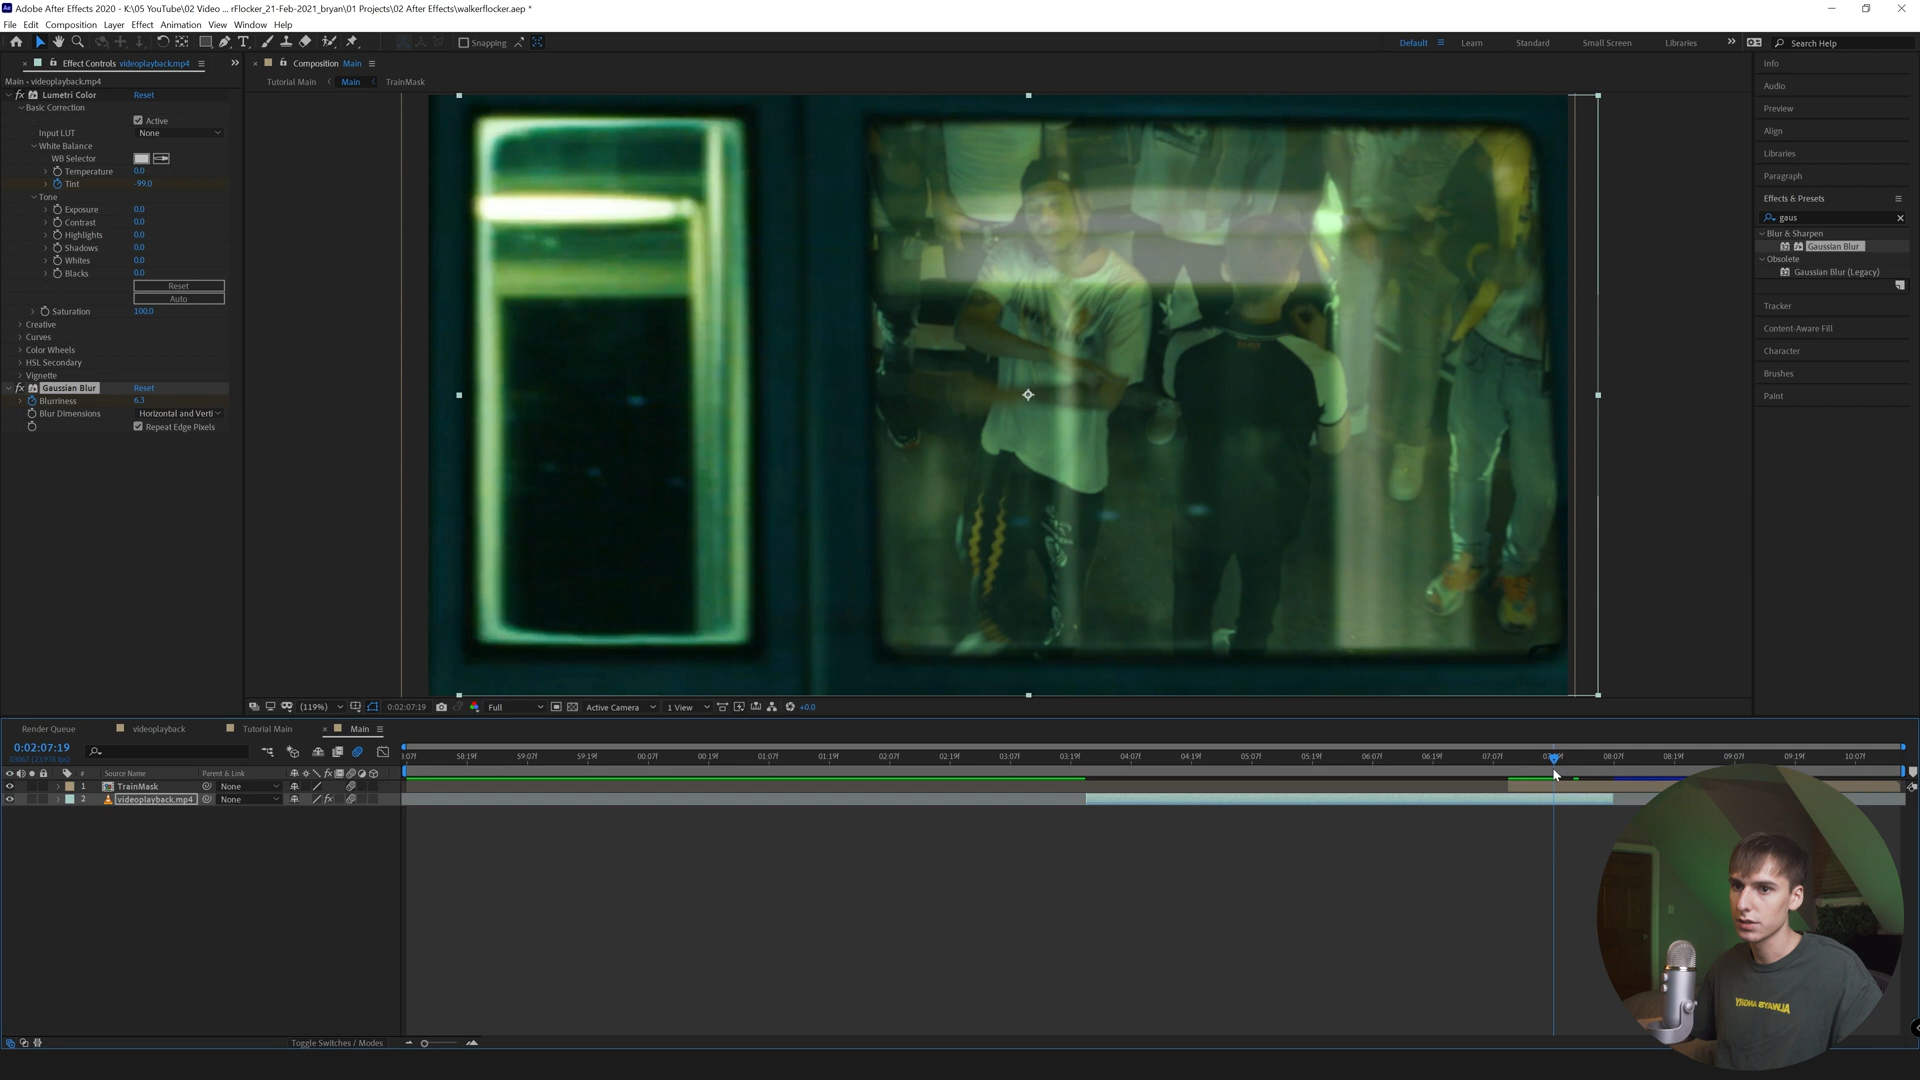 Adobe After Effects 2020 - K:\05 YouTube\02 Video ... rFlocker_21-Feb-2021_bryan\01 Projects\02 After Effects\walkerflocker.aep *
File Edit Composition Layer Effect Animation View Window Help
Snapping
Default Learn Standard Small Screen Libraries Search Help
Effect Controls videoplayback.mp4
Composition Main
Main • videoplayback.mp4
Tutorial Main Main TrainMask
fx Lumetri Color Reset
Basic Correction
Active
Input LUT None
White Balance
WB Selector
Temperature 0.0
Tint -99.0
Tone
Exposure 0.0
Contrast 0.0
Highlights 0.0
Shadows 0.0
Whites 0.0
Blacks 0.0
Reset
Auto
Saturation 100.0
Creative
Curves
Color Wheels
HSL Secondary
Vignette
fx Gaussian Blur Reset
Blurriness 6.3
Blur Dimensions Horizontal and Verti
Repeat Edge Pixels
Info
Audio
Preview
Align
Libraries
Paragraph
Effects & Presets
gaus
Blur & Sharpen
Gaussian Blur
Obsolete
Gaussian Blur (Legacy)
Tracker
Content-Aware Fill
Character
Brushes
Paint
(119%) 0:02:07:19 Full Active Camera 1 View +0.0
Render Queue videoplayback Tutorial Main Main
0:02:07:19
:07f 58:19f 59:07f 59:19f 00:07f 00:19f 01:07f 01:19f 02:07f 02:19f 03:07f 03:19f 04:07f 04:19f 05:07f 05:19f 06:07f 06:19f 07:07f 08:07f 08:19f 09:07f 09:19f 10:07f
# Source Name Parent & Link
1 TrainMask None
2 videoplayback.mp4 None
Toggle Switches / Modes